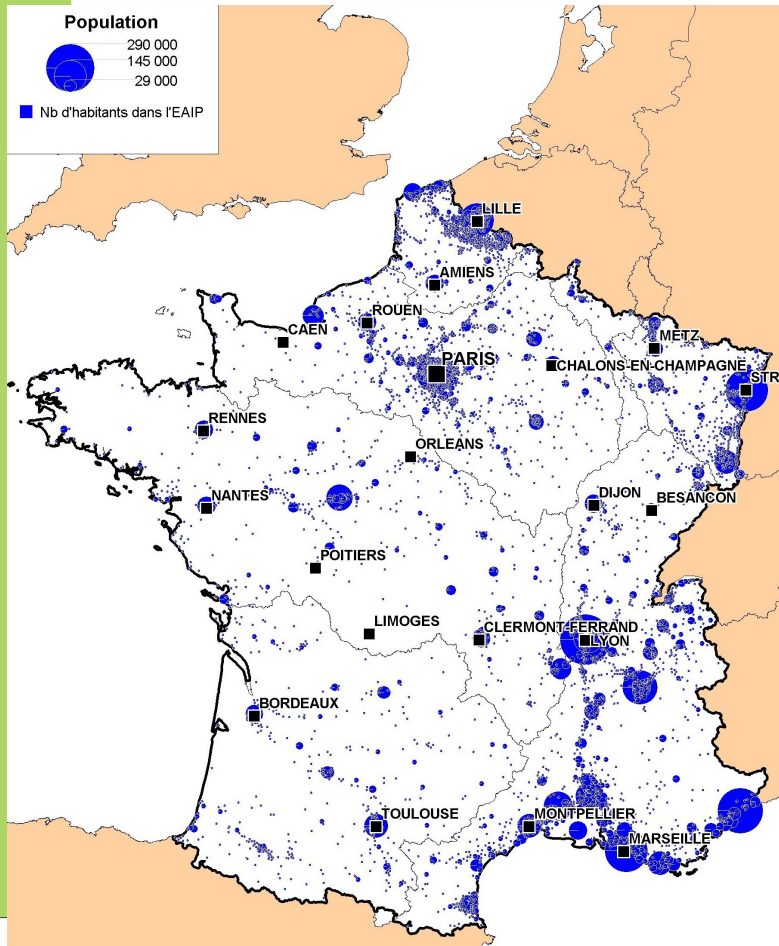 Population
290 000
145 000
29 000
Nb d'habitants dans l'EAIP
LILLE
AMIENS
ROUEN
CAEN
METZ
PARIS
CHALONS-EN-CHAMPAGNE
STR
RENNES
ORLEANS
DIJON
BESANCON
NANTES
POITIERS
LIMOGES
CLERMONT-FERRAND
LYON
BORDEAUX
TOULOUSE
MONTPELLIER
MARSEILLE